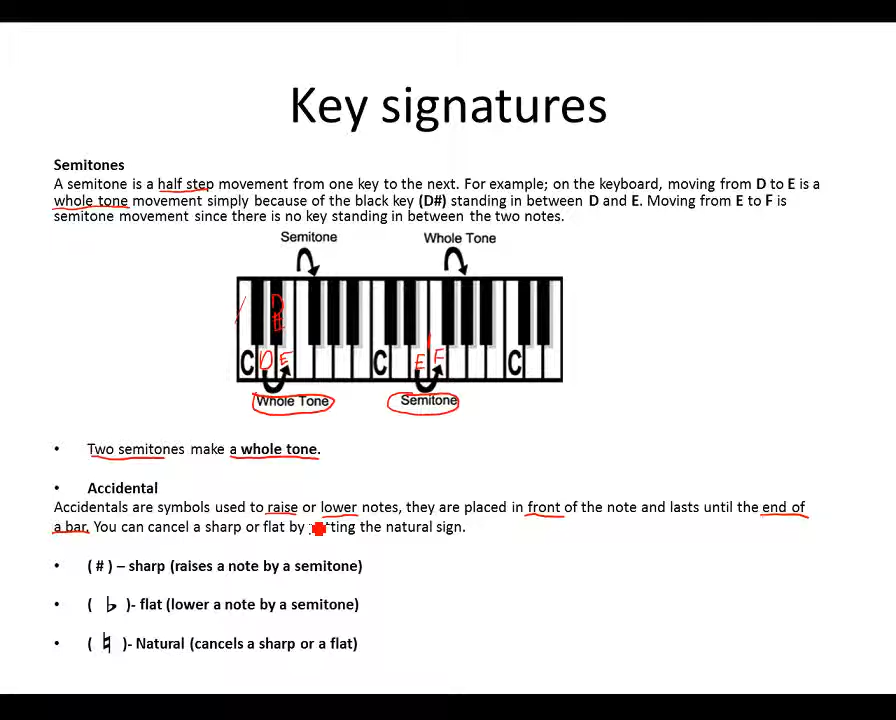 Key signatures
Semitones
A semitone is a half step movement from one key to the next. For example; on the keyboard, moving from D to E is a
whole tone movement simply because of the black key (D#) standing in between D and E. Moving from E to F is
semitone movement since there is no key standing in between the two notes.
Semitone Whole Tone
D#
C D E C E F C
Whole Tone Semitone
• Two semitones make a whole tone.
• Accidental
Accidentals are symbols used to raise or lower notes, they are placed in front of the note and lasts until the end of
a bar. You can cancel a sharp or flat by the natural sign.
• ( # ) – sharp (raises a note by a semitone)
• ( ♭ )- flat (lower a note by a semitone)
• ( ♮ )- Natural (cancels a sharp or a flat)